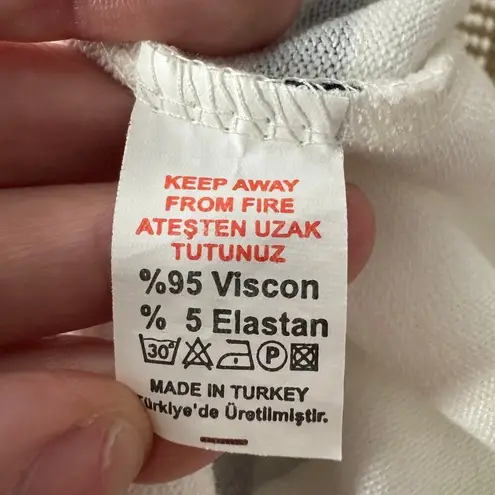 KEEP AWAY
FROM FIRE
ATEŞTEN UZAK
TUTUNUZ
%95 Viscon
% 5 Elastan
30° P
MADE IN TURKEY
Türkiye'de Üretilmiştir.